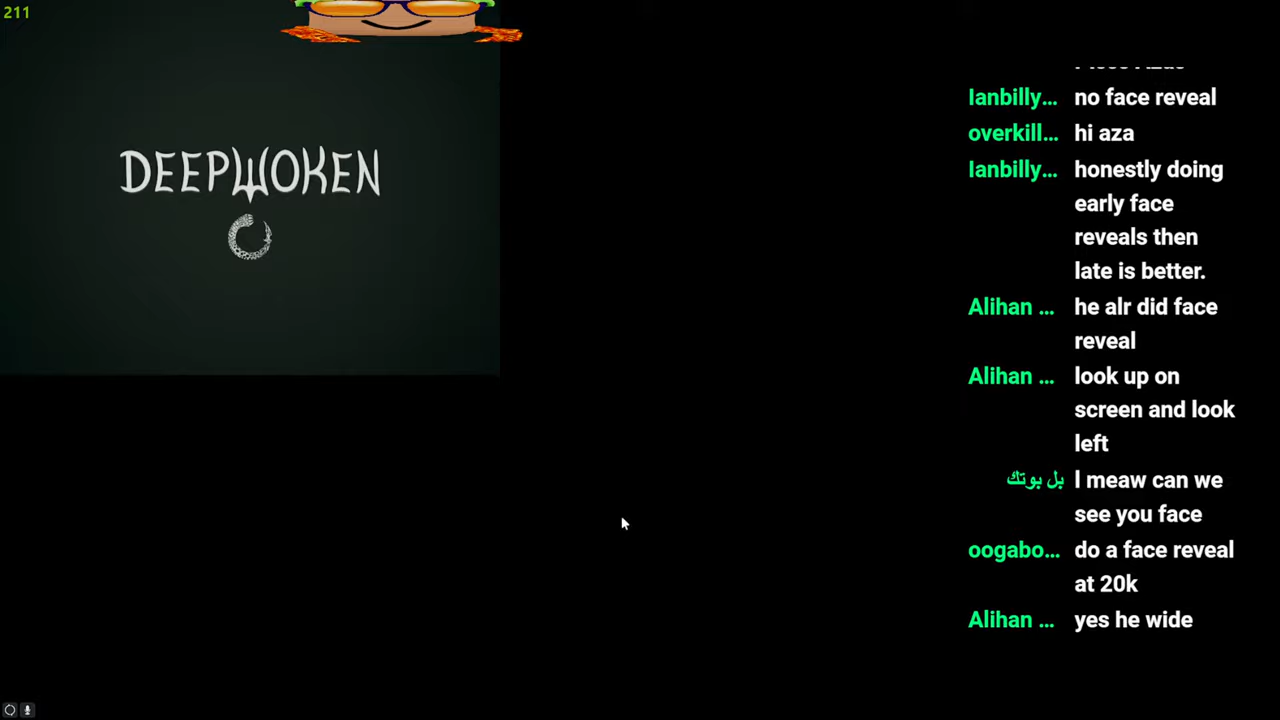 211
DEEPWOKEN
Ianbilly… no face reveal
overkill… hi aza
Ianbilly… honestly doing
early face
reveals then
late is better.
Alihan … he alr did face
reveal
Alihan … look up on
screen and look
left
بل بوتك I meaw can we
see you face
oogabo… do a face reveal
at 20k
Alihan … yes he wide